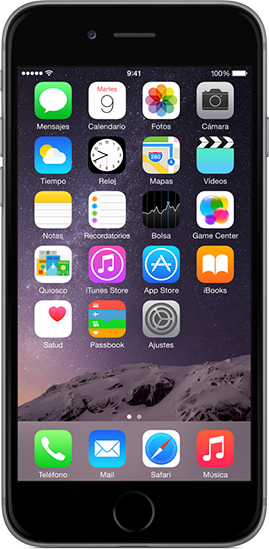 9:41
100%
Martes
9
Mensajes
Calendario
Fotos
Cámara
280
Tiempo
Reloj
Mapas
Vídeos
Notas
Recordatorios
Bolsa
Game Center
Quiosco
iTunes Store
App Store
iBooks
Salud
Passbook
Ajustes
Teléfono
Mail
Safari
Música